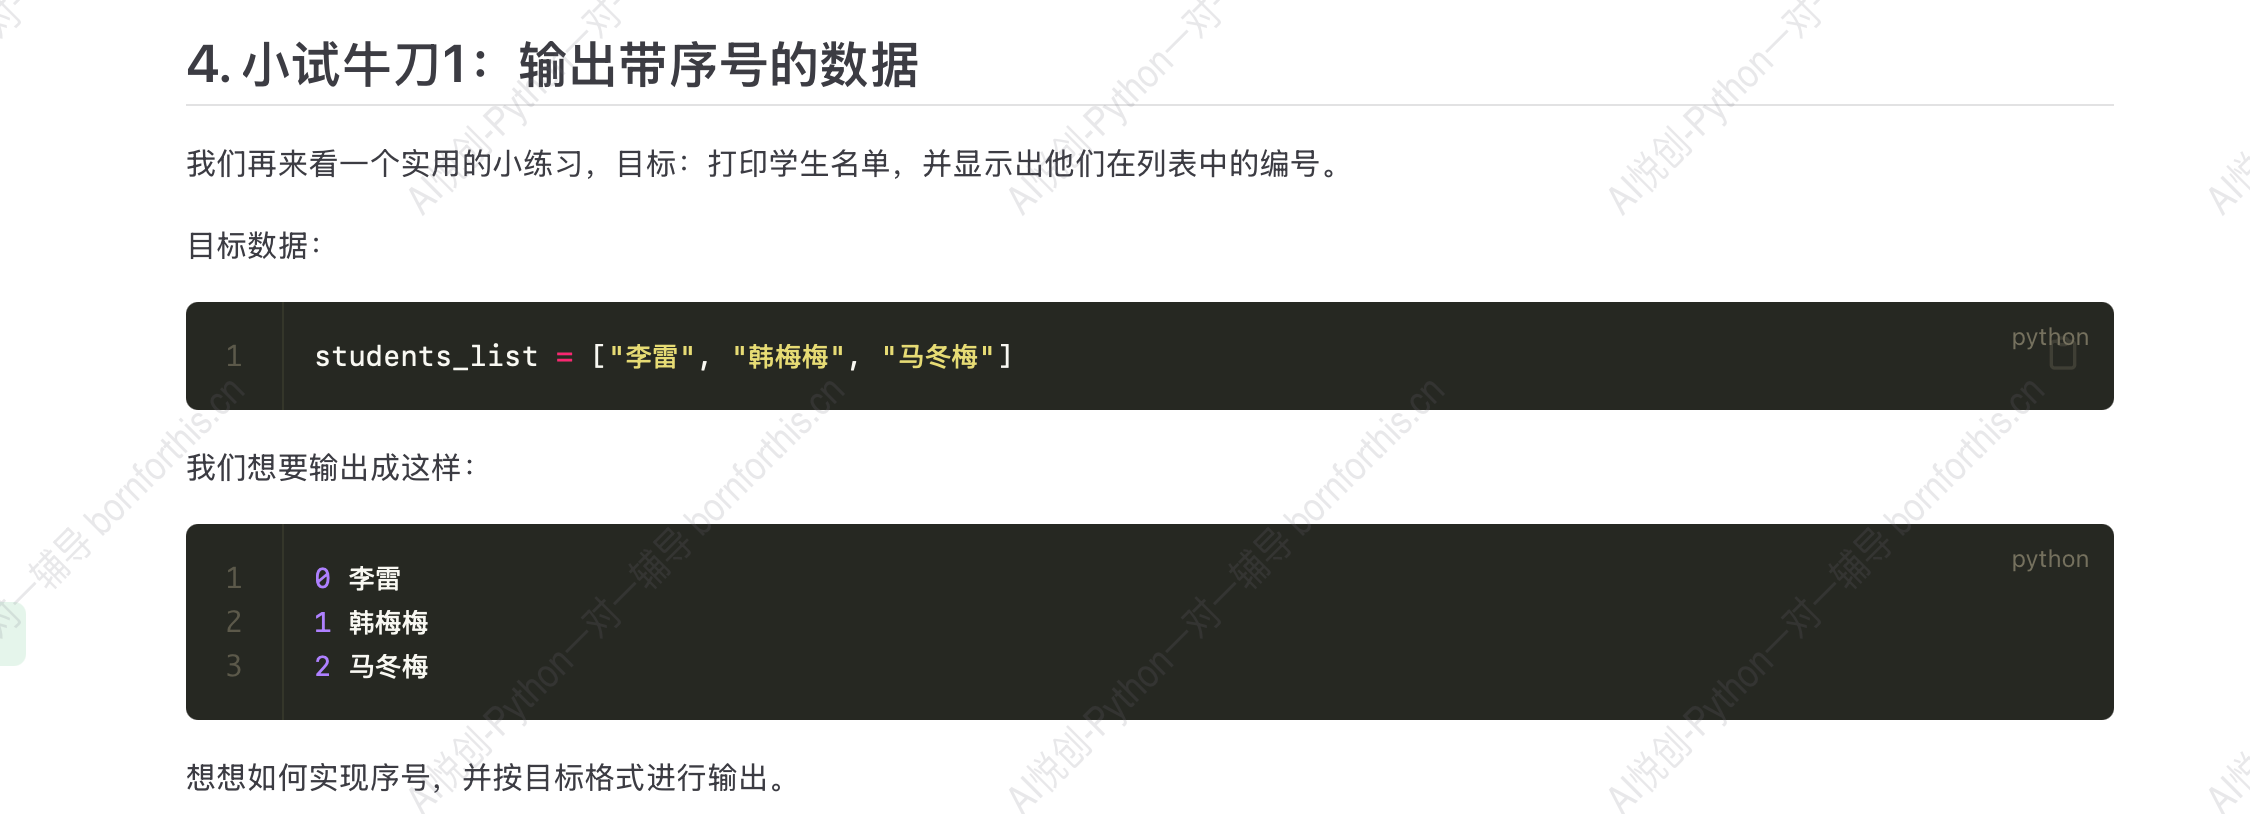 4. 小试牛刀1：输出带序号的数据
我们再来看一个实用的小练习，目标：打印学生名单，并显示出他们在列表中的编号。
目标数据：
python
1 students_list = ["李雷", "韩梅梅", "马冬梅"]
我们想要输出成这样：
python
1 0 李雷
2 1 韩梅梅
3 2 马冬梅
想想如何实现序号，并按目标格式进行输出。
AI悦创-Python一对一辅导 bornforthis.cn